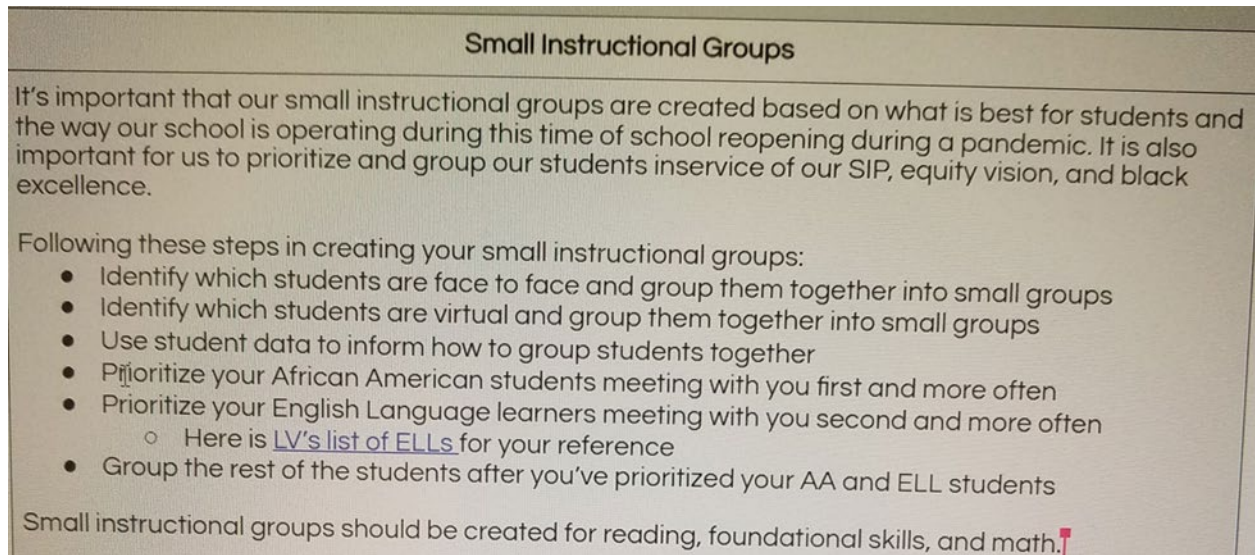 Small Instructional Groups
It's important that our small instructional groups are created based on what is best for students and
the way our school is operating during this time of school reopening during a pandemic. It is also
important for us to prioritize and group our students inservice of our SIP, equity vision, and black
excellence.
Following these steps in creating your small instructional groups:
● Identify which students are face to face and group them together into small groups
● Identify which students are virtual and group them together into small groups
● Use student data to inform how to group students together
● Prioritize your African American students meeting with you first and more often
● Prioritize your English Language learners meeting with you second and more often
○ Here is LV's list of ELLs for your reference
● Group the rest of the students after you've prioritized your AA and ELL students
Small instructional groups should be created for reading, foundational skills, and math.